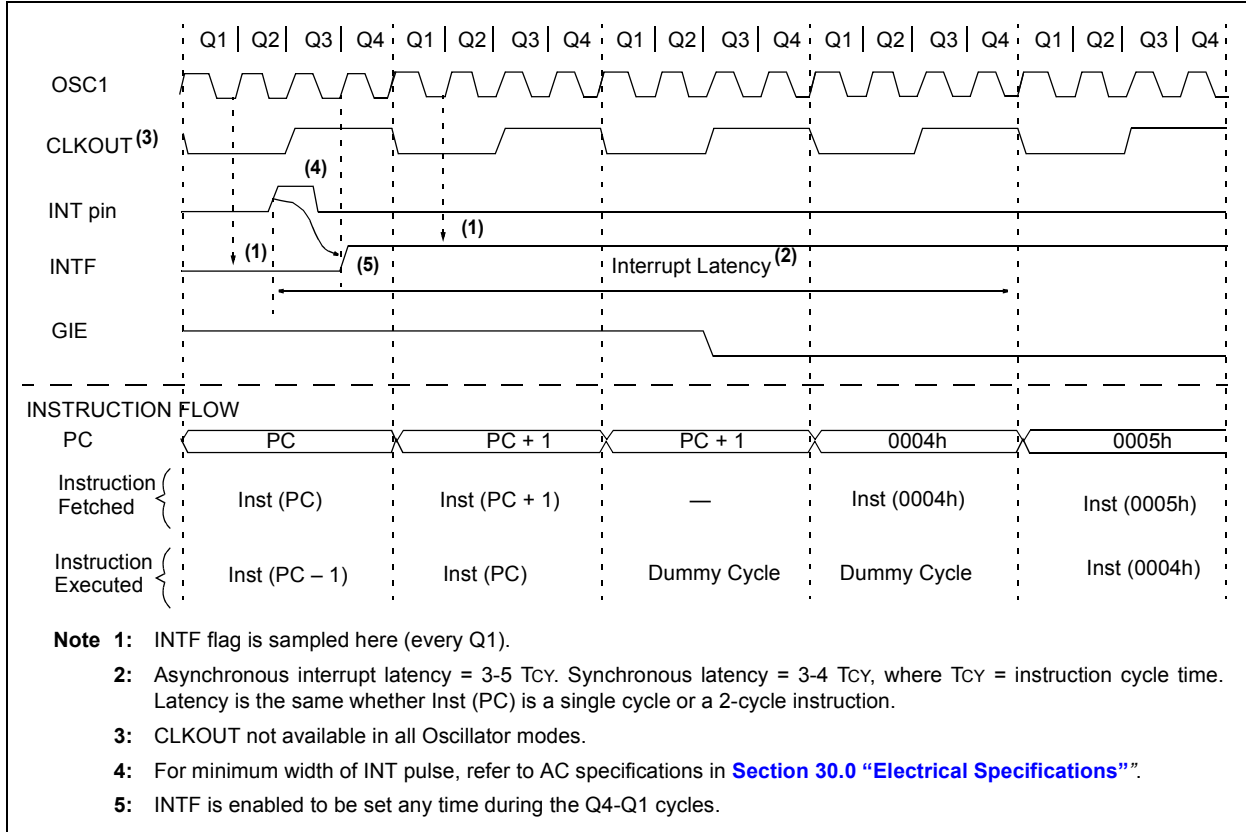 Q1 | Q2 | Q3 | Q4 Q1 | Q2 | Q3 | Q4 Q1 | Q2 | Q3 | Q4 Q1 | Q2 | Q3 | Q4 Q1 | Q2 | Q3 | Q4
OSC1
CLKOUT (3)
(4)
INT pin
(1)
(1)
INTF
(5)
Interrupt Latency (2)
GIE
INSTRUCTION FLOW
PC PC PC + 1 PC + 1 0004h 0005h
Instruction
Fetched
Inst (PC) Inst (PC + 1) — Inst (0004h) Inst (0005h)
Instruction
Executed
Inst (PC – 1) Inst (PC) Dummy Cycle Dummy Cycle Inst (0004h)
Note 1: INTF flag is sampled here (every Q1).
2: Asynchronous interrupt latency = 3-5 TCY. Synchronous latency = 3-4 TCY, where TCY = instruction cycle time.
Latency is the same whether Inst (PC) is a single cycle or a 2-cycle instruction.
3: CLKOUT not available in all Oscillator modes.
4: For minimum width of INT pulse, refer to AC specifications in Section 30.0 “Electrical Specifications””.
5: INTF is enabled to be set any time during the Q4-Q1 cycles.